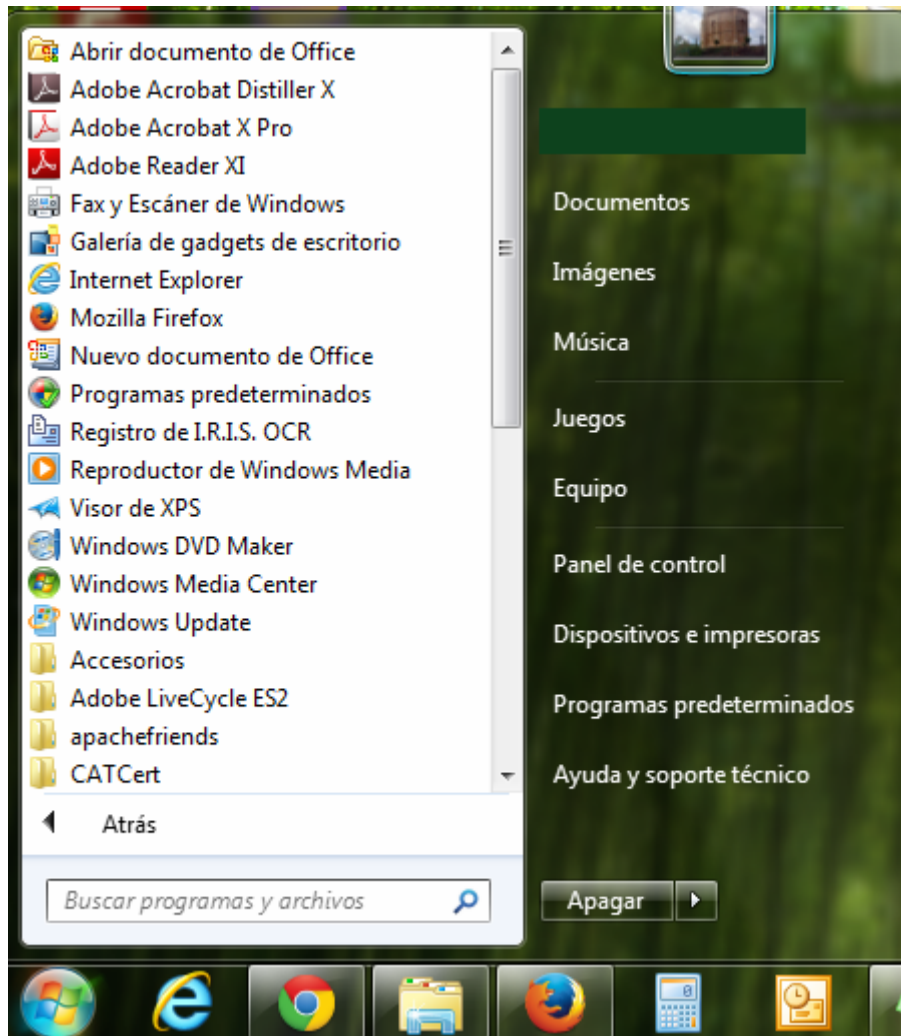 Abrir documento de Office
Adobe Acrobat Distiller X
Adobe Acrobat X Pro
Adobe Reader XI
Fax y Escáner de Windows
Galería de gadgets de escritorio
Internet Explorer
Mozilla Firefox
Nuevo documento de Office
Programas predeterminados
Registro de I.R.I.S. OCR
Reproductor de Windows Media
Visor de XPS
Windows DVD Maker
Windows Media Center
Windows Update
Accesorios
Adobe LiveCycle ES2
apachefriends
CATCert
Atrás
Buscar programas y archivos
Documentos
Imágenes
Música
Juegos
Equipo
Panel de control
Dispositivos e impresoras
Programas predeterminados
Ayuda y soporte técnico
Apagar